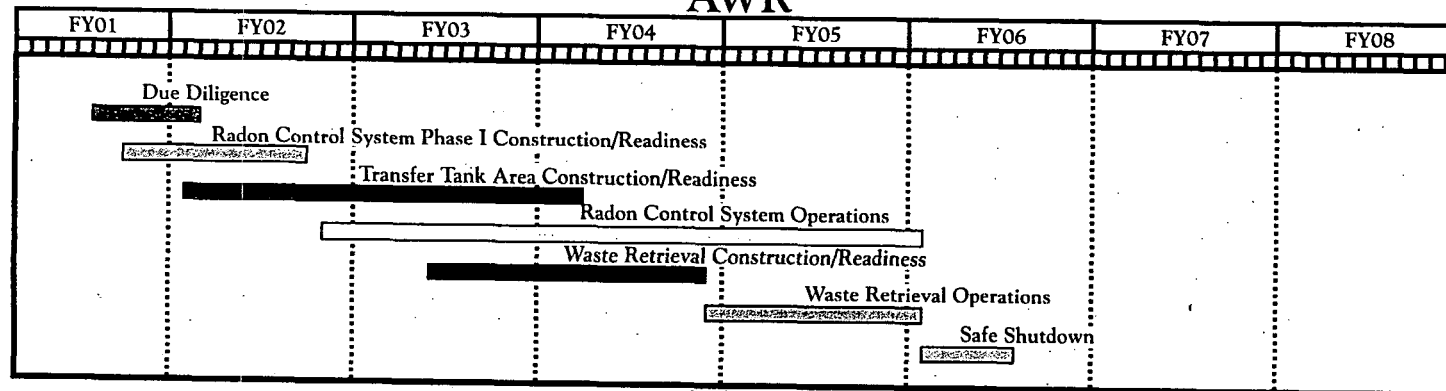 AWR
FY01 FY02 FY03 FY04 FY05 FY06 FY07 FY08
Due Diligence
Radon Control System Phase I Construction/Readiness
Transfer Tank Area Construction/Readiness
Radon Control System Operations
Waste Retrieval Construction/Readiness
Waste Retrieval Operations
Safe Shutdown